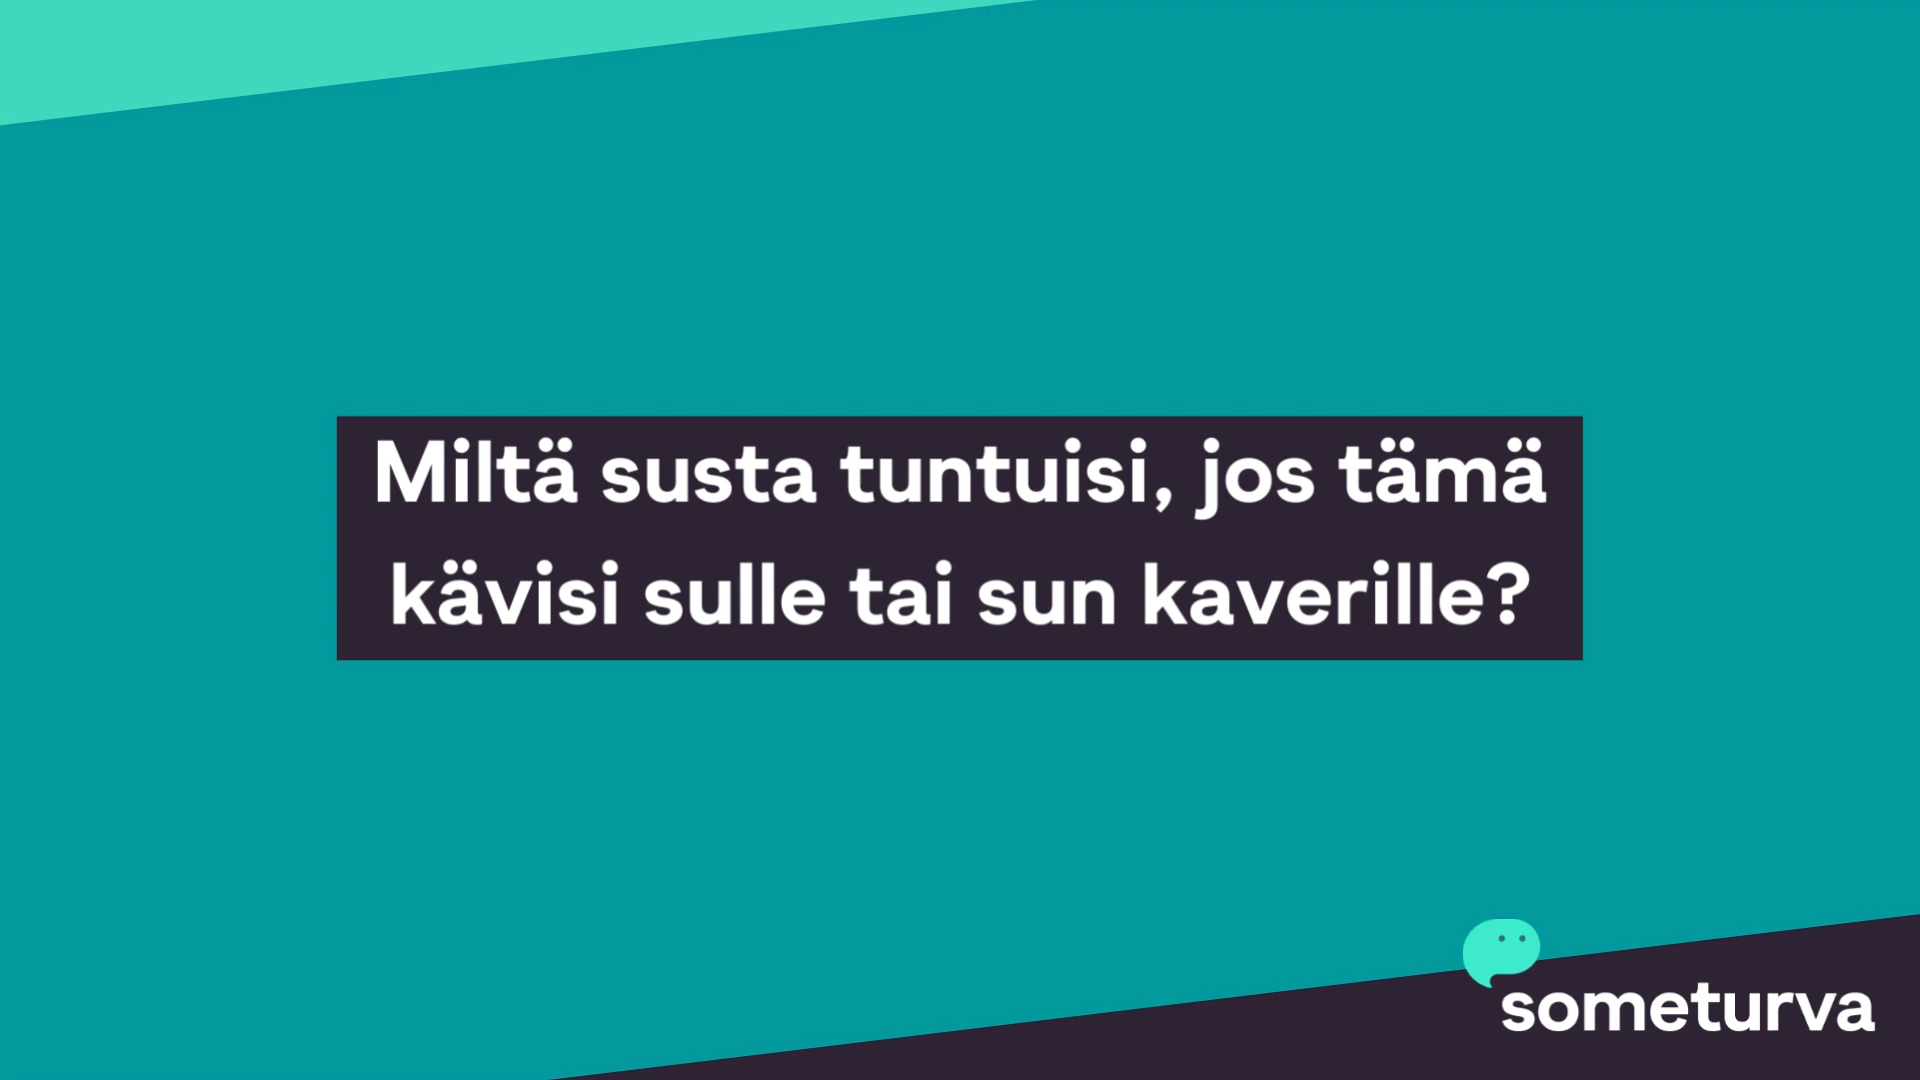 Miltä susta tuntuisi, jos tämä
kävisi sulle tai sun kaverille?
someturva